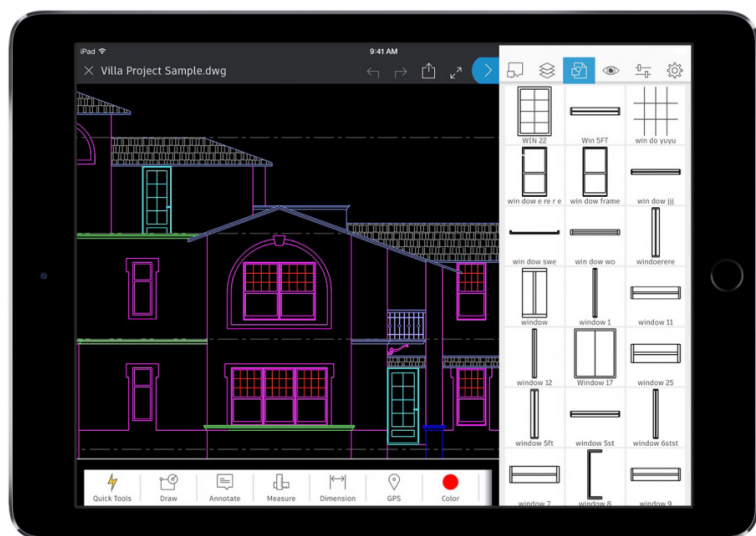 iPad
9:41 AM
Villa Project Sample.dwg
WIN 22
Win 5FT
win do yuyu
win dow e re r e
win dow frame
win dow jjj
win dow swe
win dow wo
windoerere
window
window 1
window 11
window 12
Window 17
window 25
window 5ft
window 5st
window 6stst
window 7
window 8
window 9
Quick Tools
Draw
Annotate
Measure
Dimension
GPS
Color